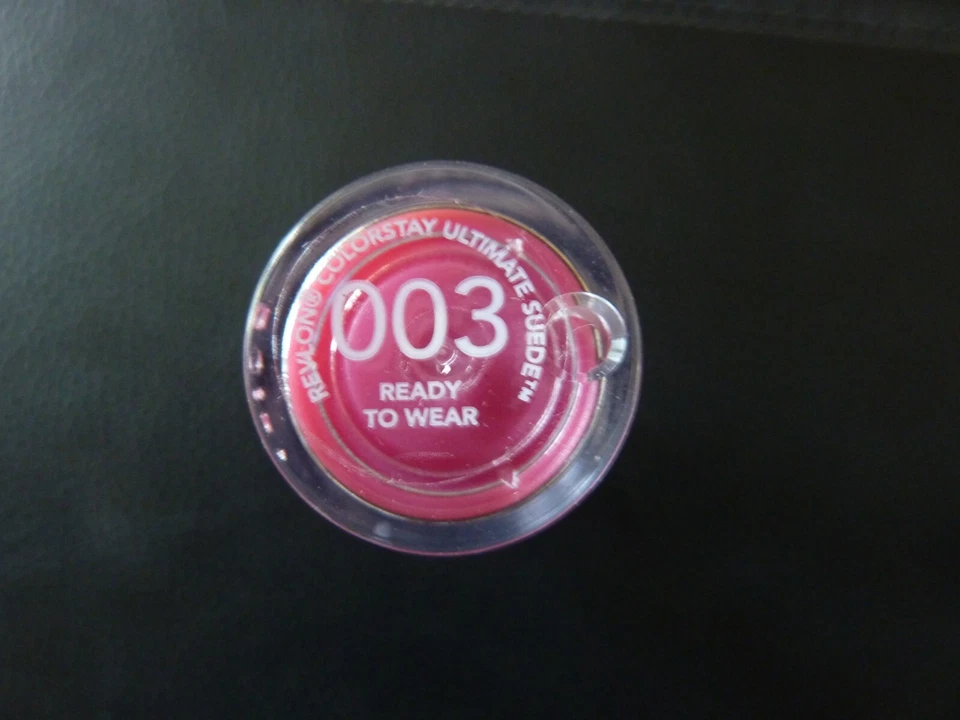 REVLON® COLORSTAY ULTIMATE SUEDE™
003
READY
TO WEAR